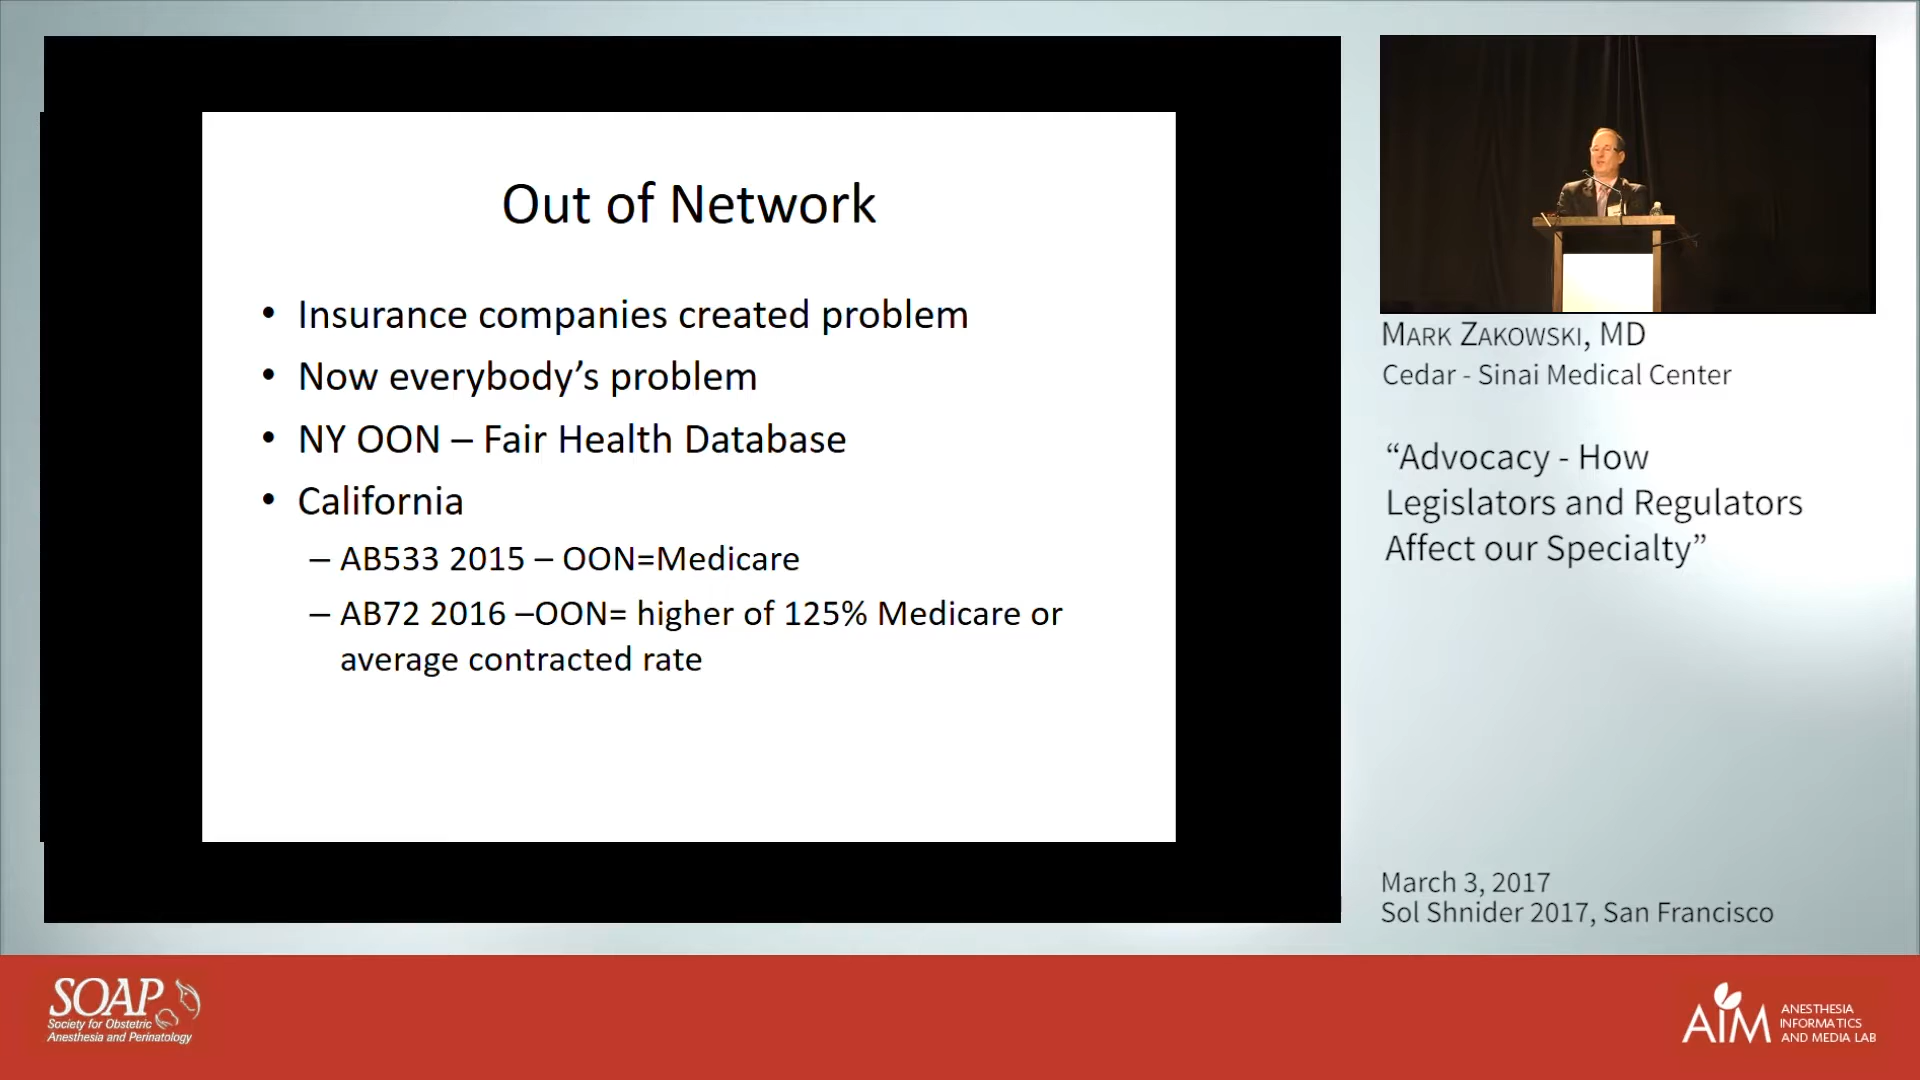 Out of Network
• Insurance companies created problem
• Now everybody’s problem
• NY OON – Fair Health Database
• California
– AB533 2015 – OON=Medicare
– AB72 2016 –OON= higher of 125% Medicare or
average contracted rate
MARK ZAKOWSKI, MD
Cedar - Sinai Medical Center
“Advocacy - How
Legislators and Regulators
Affect our Specialty”
March 3, 2017
Sol Shnider 2017, San Francisco
SOAP
Society for Obstetric
Anesthesia and Perinatology
AIM
ANESTHESIA
INFORMATICS
AND MEDIA LAB